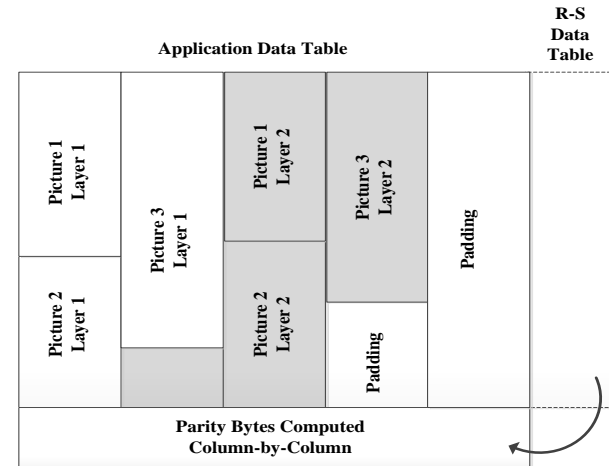 R-S
Data
Table
Application Data Table
Picture 1
Layer 1
Picture 2
Layer 1
Picture 3
Layer 1
Picture 1
Layer 2
Picture 2
Layer 2
Picture 3
Layer 2
Padding
Padding
Parity Bytes Computed
Column-by-Column